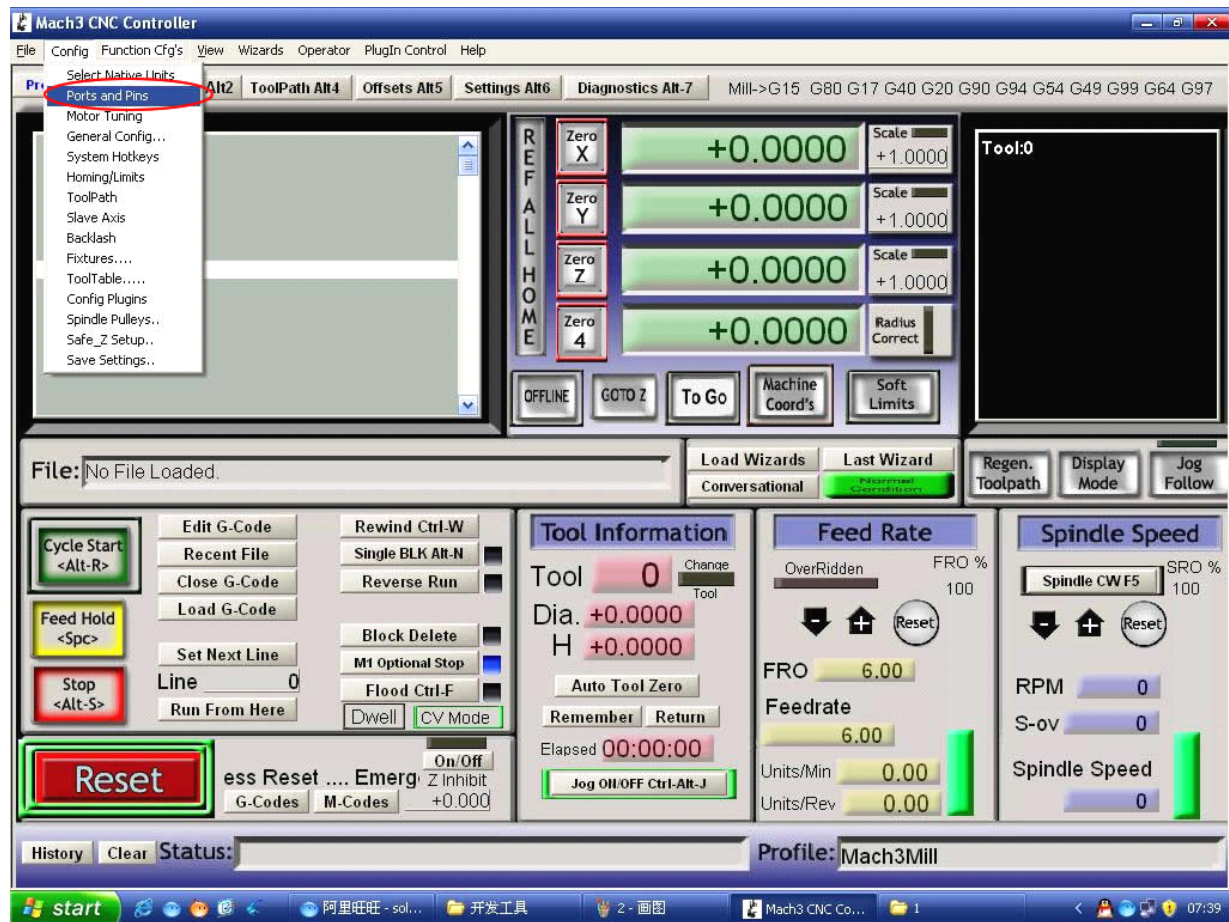 Mach3 CNC Controller
File Config Function Cfg's View Wizards Operator PlugIn Control Help
Select Native Units
Ports and Pins
Motor Tuning
General Config...
System Hotkeys
Homing/Limits
ToolPath
Slave Axis
Backlash
Fixtures....
ToolTable.....
Config Plugins
Spindle Pulleys..
Safe_Z Setup..
Save Settings..
Alt2 ToolPath Alt4 Offsets Alt5 Settings Alt6 Diagnostics Alt-7 Mill->G15 G80 G17 G40 G20 G90 G94 G54 G49 G99 G64 G97
REF ALL HOME
Zero X +0.0000 Scale +1.0000
Zero Y +0.0000 Scale +1.0000
Zero Z +0.0000 Scale +1.0000
Zero 4 +0.0000 Radius Correct
OFFLINE GOTO Z To Go Machine Coord's Soft Limits
Tool:0
File: No File Loaded.
Load Wizards Last Wizard
Conversational Normal Condition
Regen. Toolpath Display Mode Jog Follow
Cycle Start <Alt-R>
Feed Hold <Spc>
Stop <Alt-S>
Edit G-Code Rewind Ctrl-W
Recent File Single BLK Alt-N
Close G-Code Reverse Run
Load G-Code
Block Delete
Set Next Line M1 Optional Stop
Line 0 Flood Ctrl-F
Run From Here Dwell CV Mode
Reset
ess Reset .... Emerg
On/Off
Z Inhibit
G-Codes M-Codes +0.000
Tool Information
Tool 0 Change Tool
Dia. +0.0000
H +0.0000
Auto Tool Zero
Remember Return
Elapsed 00:00:00
Jog ON/OFF Ctrl-Alt-J
Feed Rate
OverRidden FRO % 100
Reset
FRO 6.00
Feedrate
6.00
Units/Min 0.00
Units/Rev 0.00
Spindle Speed
Spindle CW F5 SRO % 100
Reset
RPM 0
S-ov 0
Spindle Speed
0
History Clear Status: Profile: Mach3Mill
start 阿里旺旺 - sol... 开发工具 2 - 画图 Mach3 CNC Co... 1 07:39